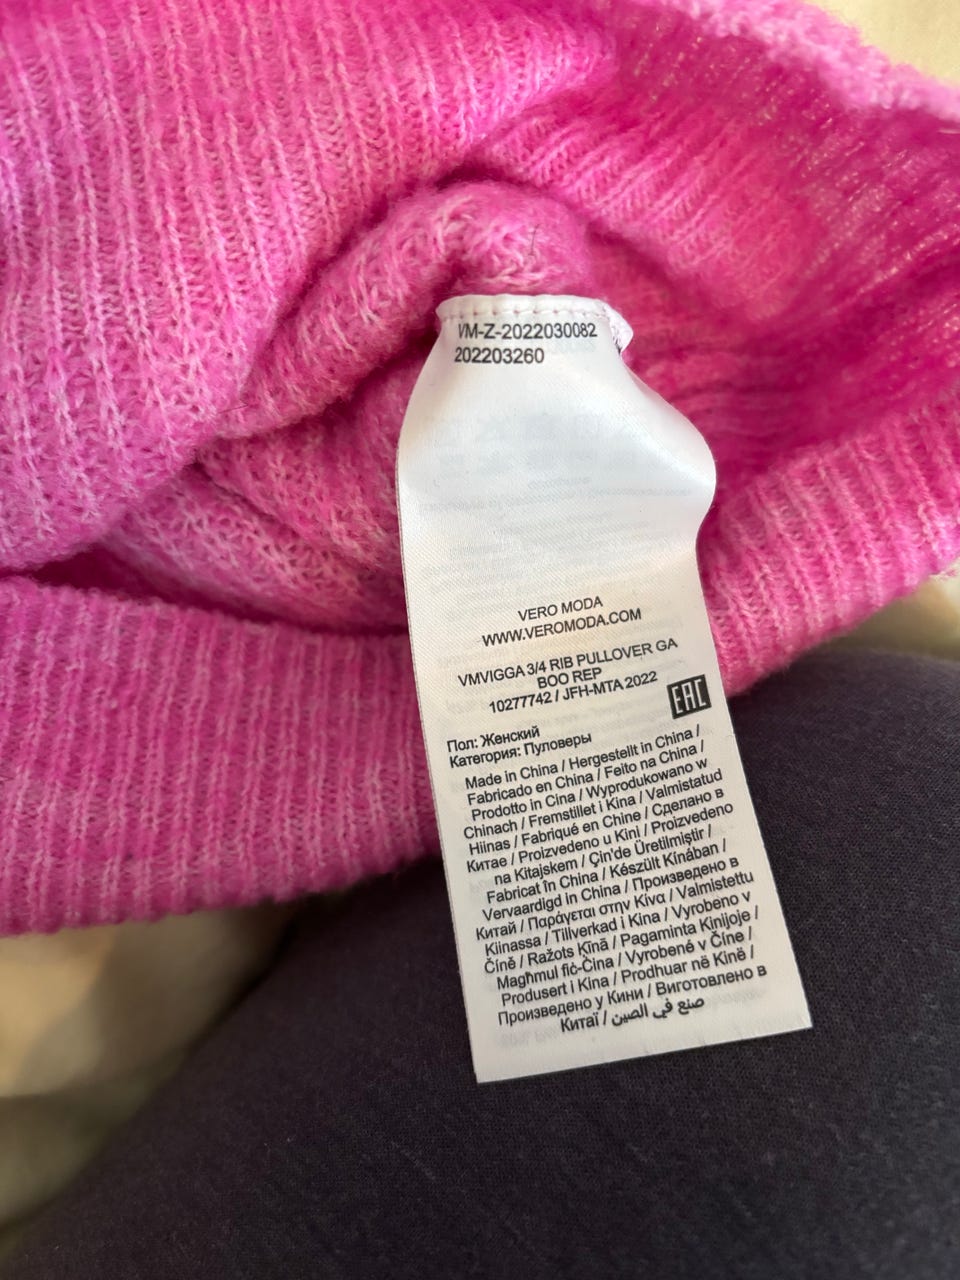 VM-Z-2022030082
202203260
VERO MODA
WWW.VEROMODA.COM
VMVIGGA 3/4 RIB PULLOVER GA
BOO REP
10277742 / JFH-MTA 2022
EAC
Пол: Женский
Категория: Пуловеры
Made in China / Hergestellt in China /
Fabricado en China / Feito na China /
Prodotto in Cina / Wyprodukowano w
Chinach / Fremstillet i Kina / Valmistatud
Hiinas / Fabriqué en Chine / Сделано в
Китае / Proizvedeno u Kini / Proizvedeno
na Kitajskem / Çin'de Üretilmiştir /
Fabricat în China / Készült Kínában /
Vervaardigd in China / Произведено в
Китай / Παράγεται στην Κίνα / Valmistettu
Kiinassa / Tillverkad i Kina / Vyrobeno v
Číně / Ražots Ķīnā / Pagaminta Kinijoje /
Magħmul fiċ-Ċina / Vyrobené v Číne /
Produsert i Kina / Prodhuar në Kinë /
Произведено у Кини / Виготовлено в
Китаї / صنع في الصين